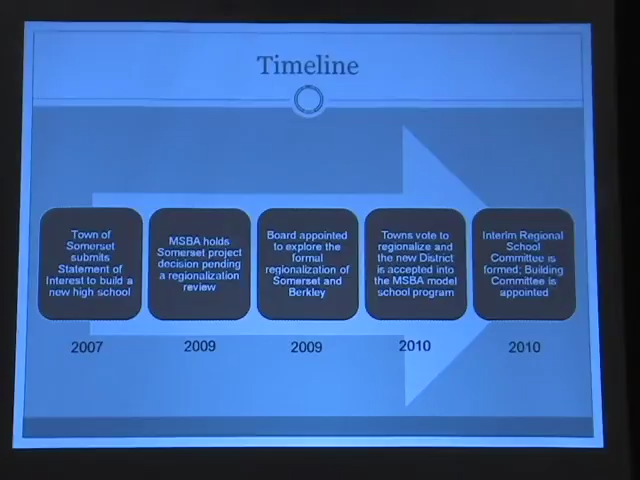 Timeline
Town of
Somerset
submits
Statement of
Interest to build a
new high school
MSBA holds
Somerset project
decision pending
a regionalization
review
Board appointed
to explore the
formal
regionalization of
Somerset and
Berkley
Towns vote to
regionalize and
the new District
is accepted into
the MSBA model
school program
Interim Regional
School
Committee is
formed; Building
Committee is
appointed
2007
2009
2009
2010
2010